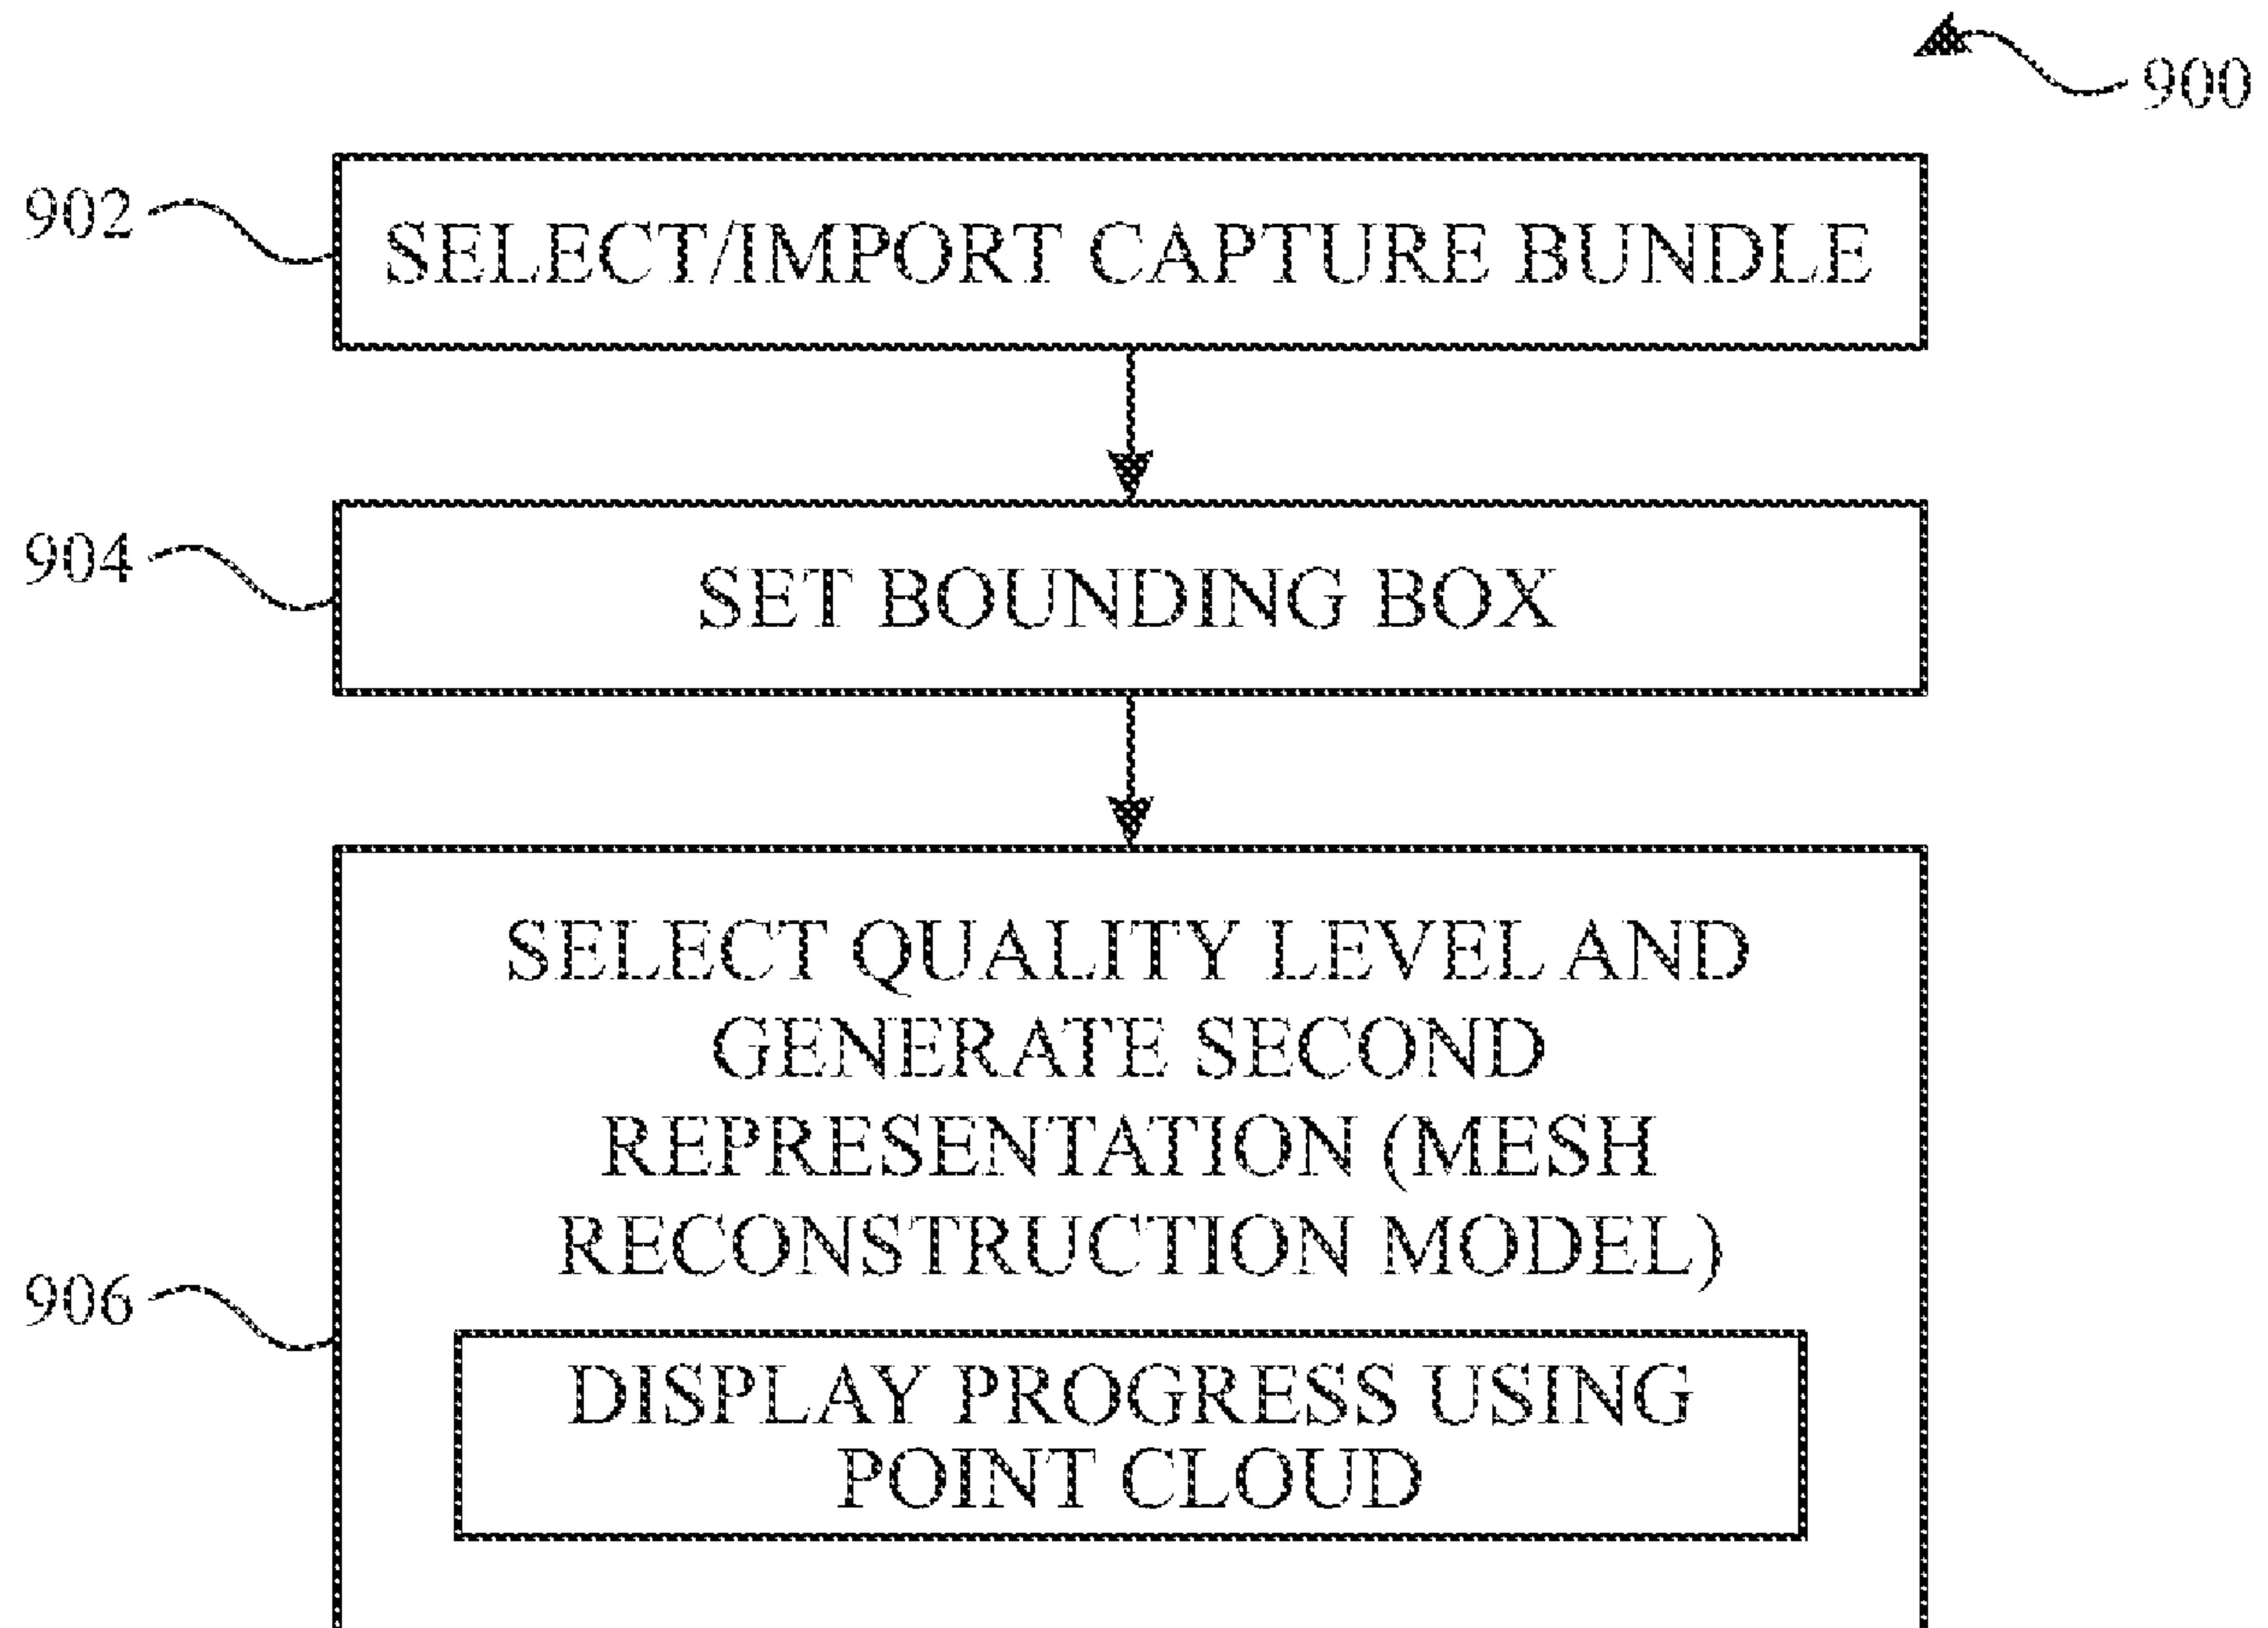 900
902
SELECT/IMPORT CAPTURE BUNDLE
904
SET BOUNDING BOX
SELECT QUALITY LEVEL AND
GENERATE SECOND
REPRESENTATION (MESH
RECONSTRUCTION MODEL)
906
DISPLAY PROGRESS USING
POINT CLOUD